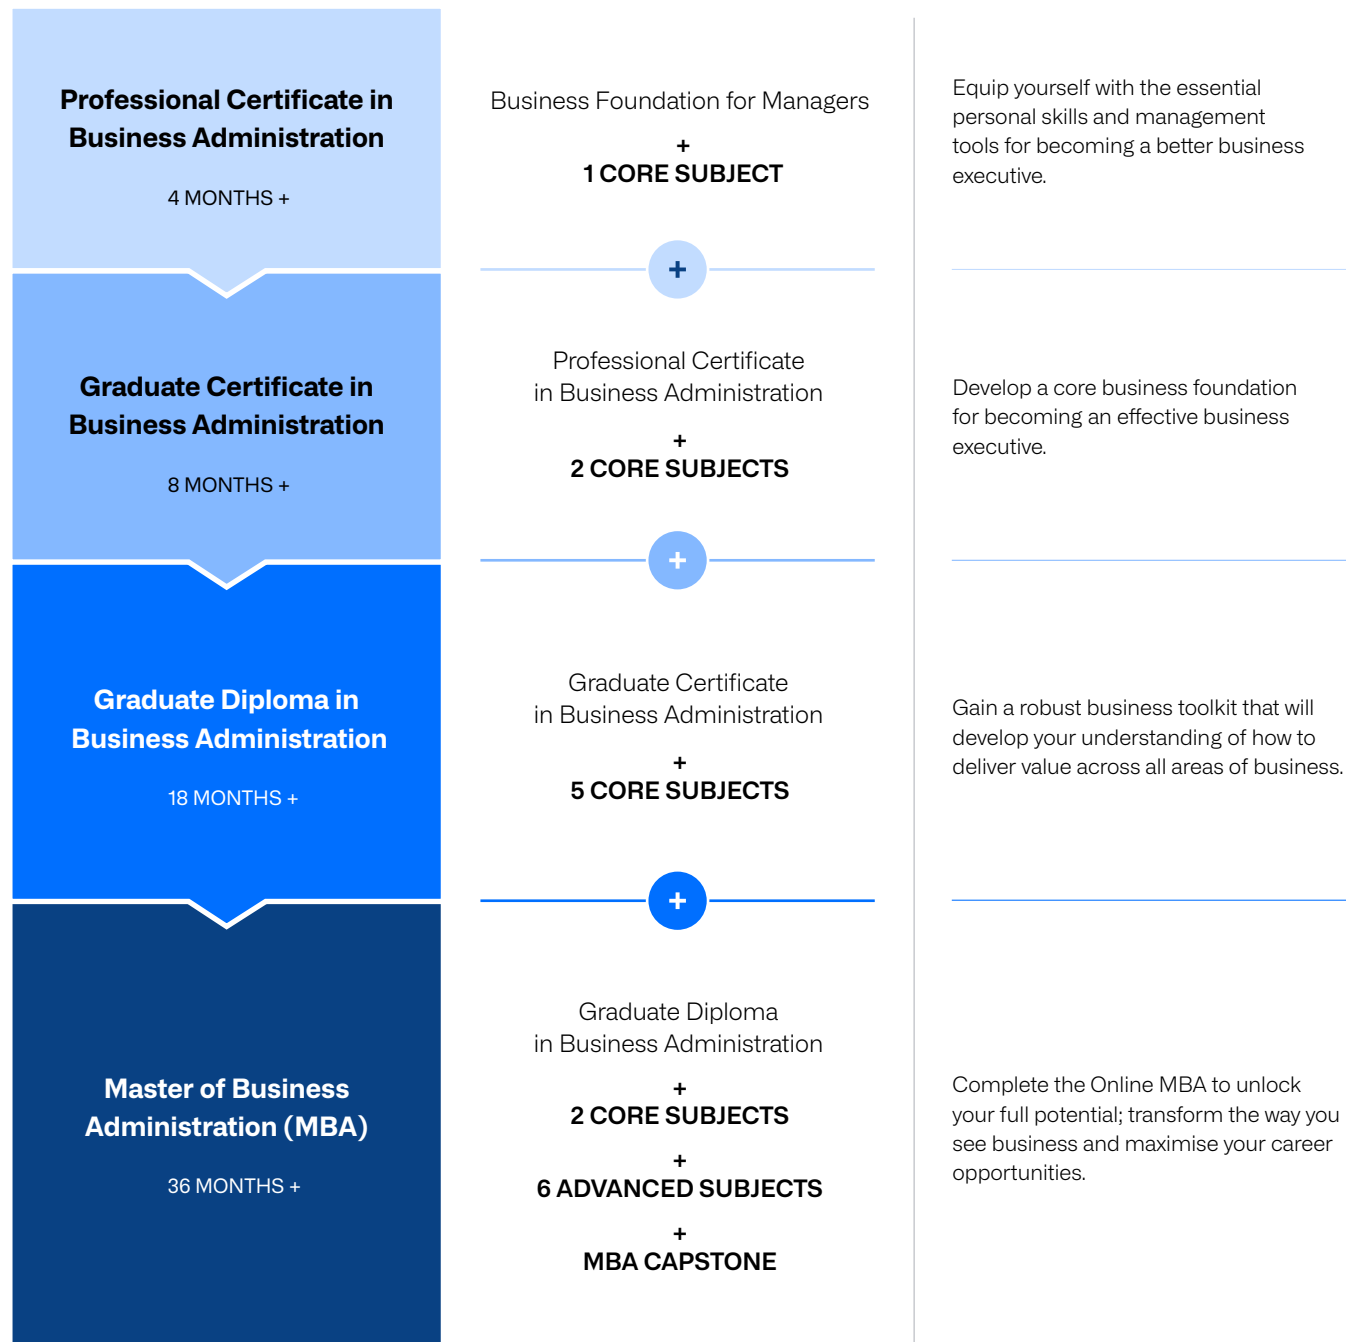 Professional Certificate in
Business Administration
4 MONTHS +
Business Foundation for Managers
+
1 CORE SUBJECT
Equip yourself with the essential
personal skills and management
tools for becoming a better business
executive.
+
Graduate Certificate in
Business Administration
8 MONTHS +
Professional Certificate
in Business Administration
+
2 CORE SUBJECTS
Develop a core business foundation
for becoming an effective business
executive.
+
Graduate Diploma in
Business Administration
18 MONTHS +
Graduate Certificate
in Business Administration
+
5 CORE SUBJECTS
Gain a robust business toolkit that will
develop your understanding of how to
deliver value across all areas of business.
+
Master of Business
Administration (MBA)
36 MONTHS +
Graduate Diploma
in Business Administration
+
2 CORE SUBJECTS
+
6 ADVANCED SUBJECTS
+
MBA CAPSTONE
Complete the Online MBA to unlock
your full potential; transform the way you
see business and maximise your career
opportunities.